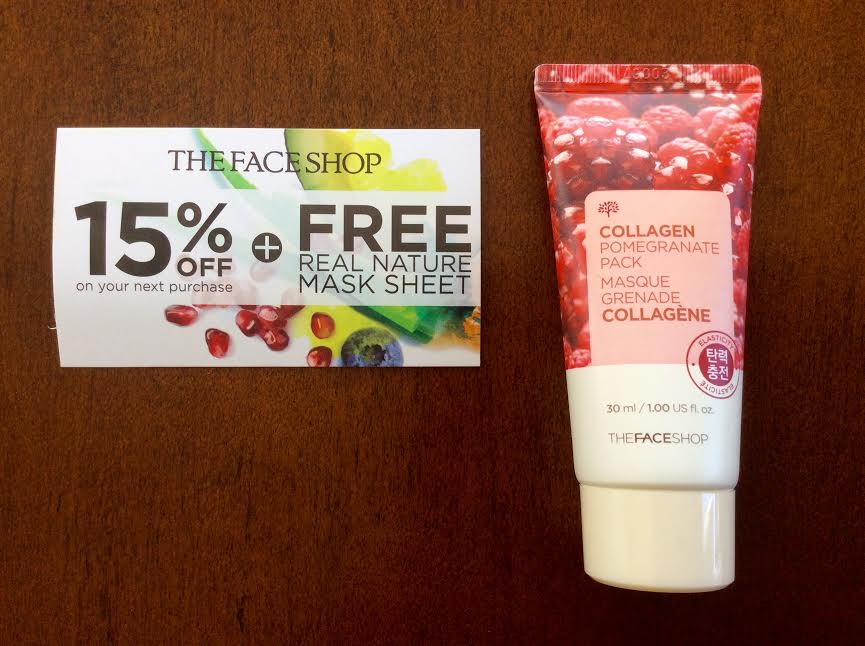 THE FACE SHOP
15% OFF
on your next purchase
+
FREE
REAL NATURE
MASK SHEET
COLLAGEN
POMEGRANATE
PACK
MASQUE
GRENADE
COLLAGÈNE
ELASTICITY
탄력
충전
ELASTICITÉ
30 ml / 1.00 US fl. oz.
THEFACESHOP